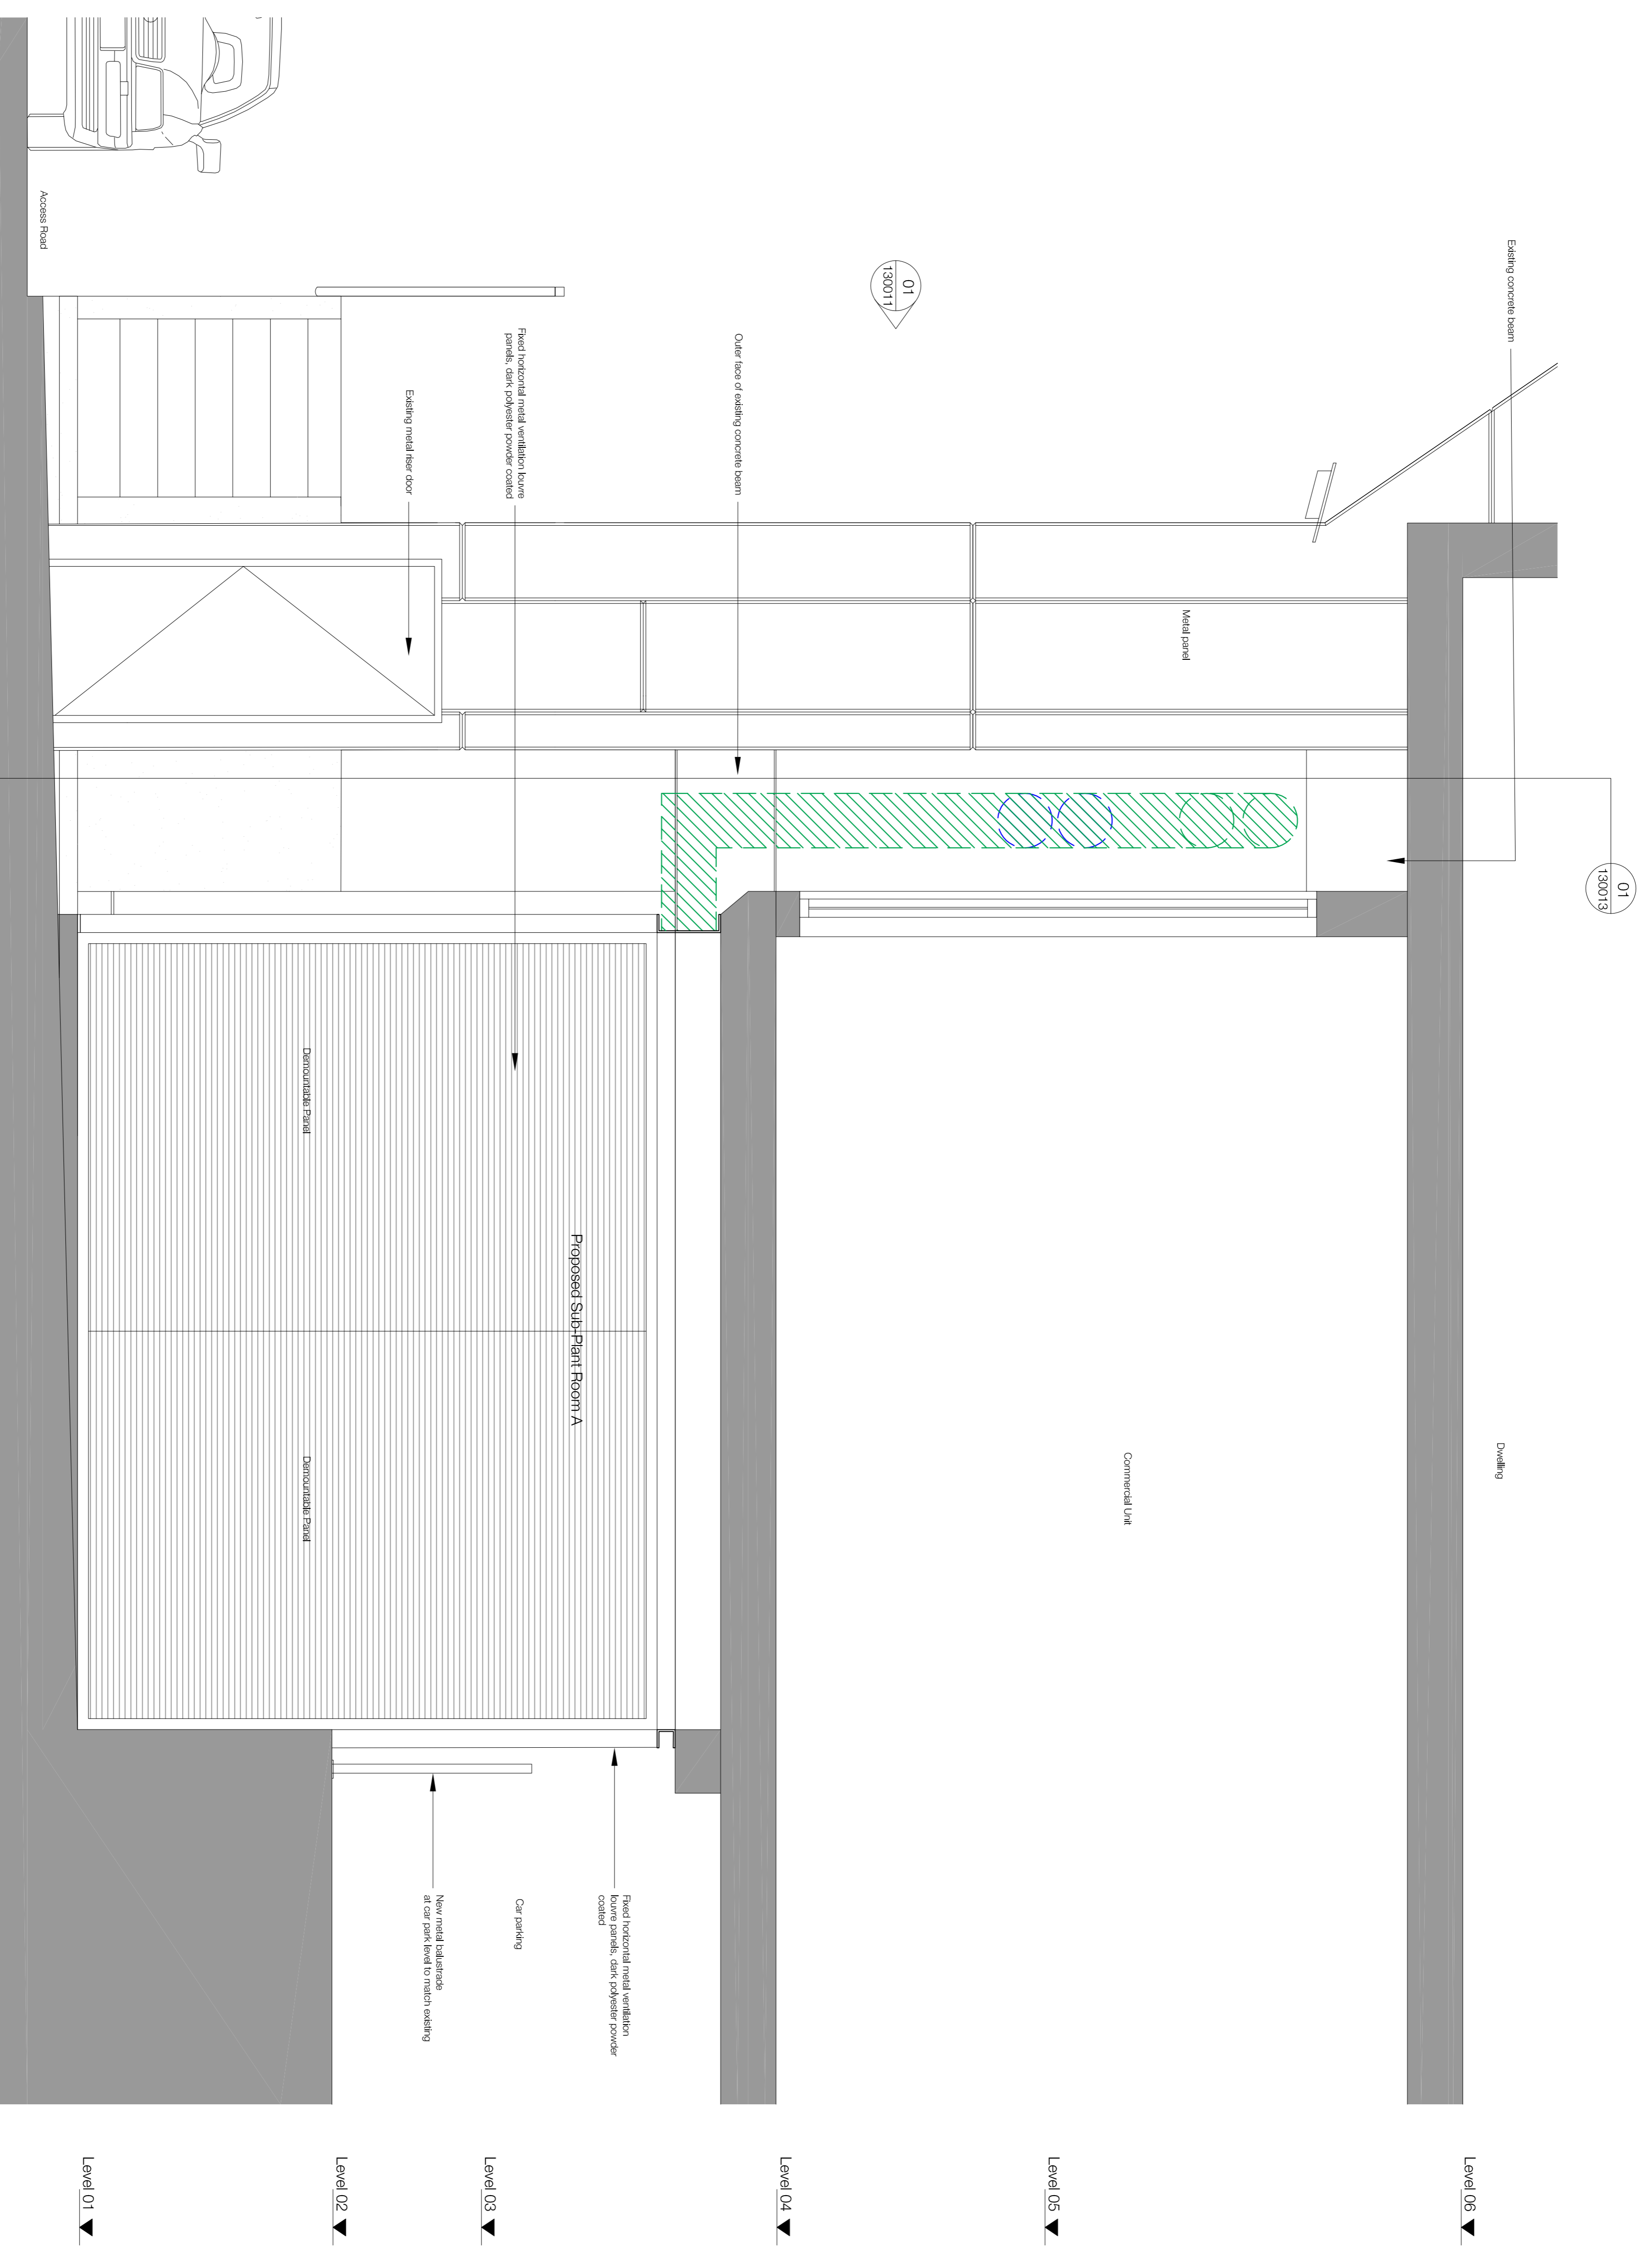 Existing concrete beam
01
130013
Dwelling
Level 06
Metal panel
Commercial Unit
Level 05
01
130011
Outer face of existing concrete beam
Level 04
Fixed horizontal metal ventilation
louvre panels, dark polyester powder
coated
Proposed Sub-Plant Room A
Fixed horizontal metal ventilation louvre
panels, dark polyester powder coated
Car parking
Level 03
Existing metal riser door
New metal balustrade
at car park level to match existing
Level 02
Demountable Panel
Demountable Panel
Level 01
Access Road